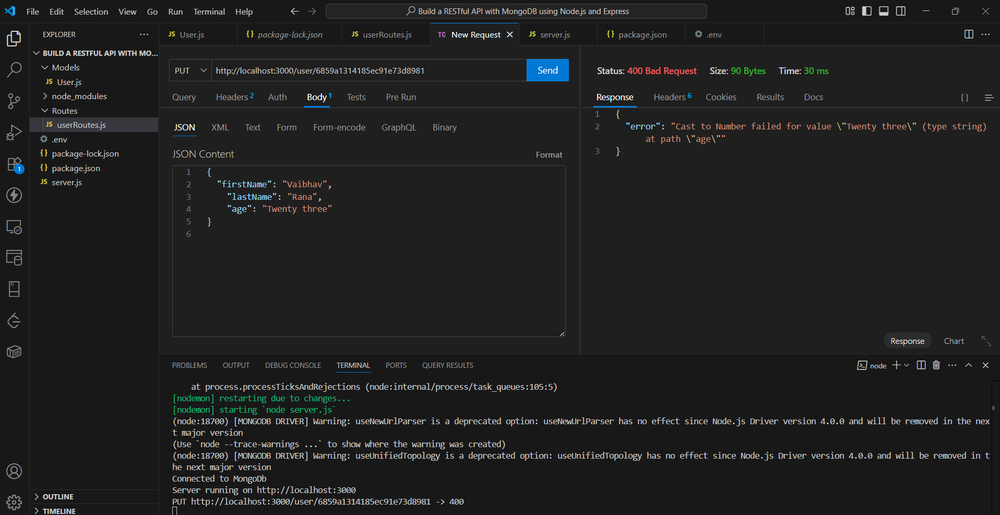 File Edit Selection View Go Run Terminal Help
Build a RESTful API with MongoDB using Node.js and Express
EXPLORER
BUILD A RESTFUL API WITH MO...
Models
JS User.js
node_modules
Routes
JS userRoutes.js
.env
{} package-lock.json
{} package.json
JS server.js
1
OUTLINE
TIMELINE
JS User.js {} package-lock.json JS userRoutes.js TC New Request JS server.js {} package.json .env
PUT http://localhost:3000/user/6859a1314185ec91e73d8981 Send
Query Headers 2 Auth Body 1 Tests Pre Run
JSON XML Text Form Form-encode GraphQL Binary
JSON Content Format
1 {
2 "firstName": "Vaibhav",
3 "lastName": "Rana",
4 "age": "Twenty three"
5 }
6
Status: 400 Bad Request Size: 90 Bytes Time: 30 ms
Response Headers 6 Cookies Results Docs {}
1 {
2 "error": "Cast to Number failed for value \"Twenty three\" (type string)
at path \"age\""
3 }
Response Chart
PROBLEMS OUTPUT DEBUG CONSOLE TERMINAL PORTS QUERY RESULTS node
at process.processTicksAndRejections (node:internal/process/task_queues:105:5)
[nodemon] restarting due to changes...
[nodemon] starting `node server.js`
(node:18700) [MONGODB DRIVER] Warning: useNewUrlParser is a deprecated option: useNewUrlParser has no effect since Node.js Driver version 4.0.0 and will be removed in the nex
t major version
(Use `node --trace-warnings ...` to show where the warning was created)
(node:18700) [MONGODB DRIVER] Warning: useUnifiedTopology is a deprecated option: useUnifiedTopology has no effect since Node.js Driver version 4.0.0 and will be removed in t
he next major version
Connected to MongoDb
Server running on http://localhost:3000
PUT http://localhost:3000/user/6859a1314185ec91e73d8981 -> 400